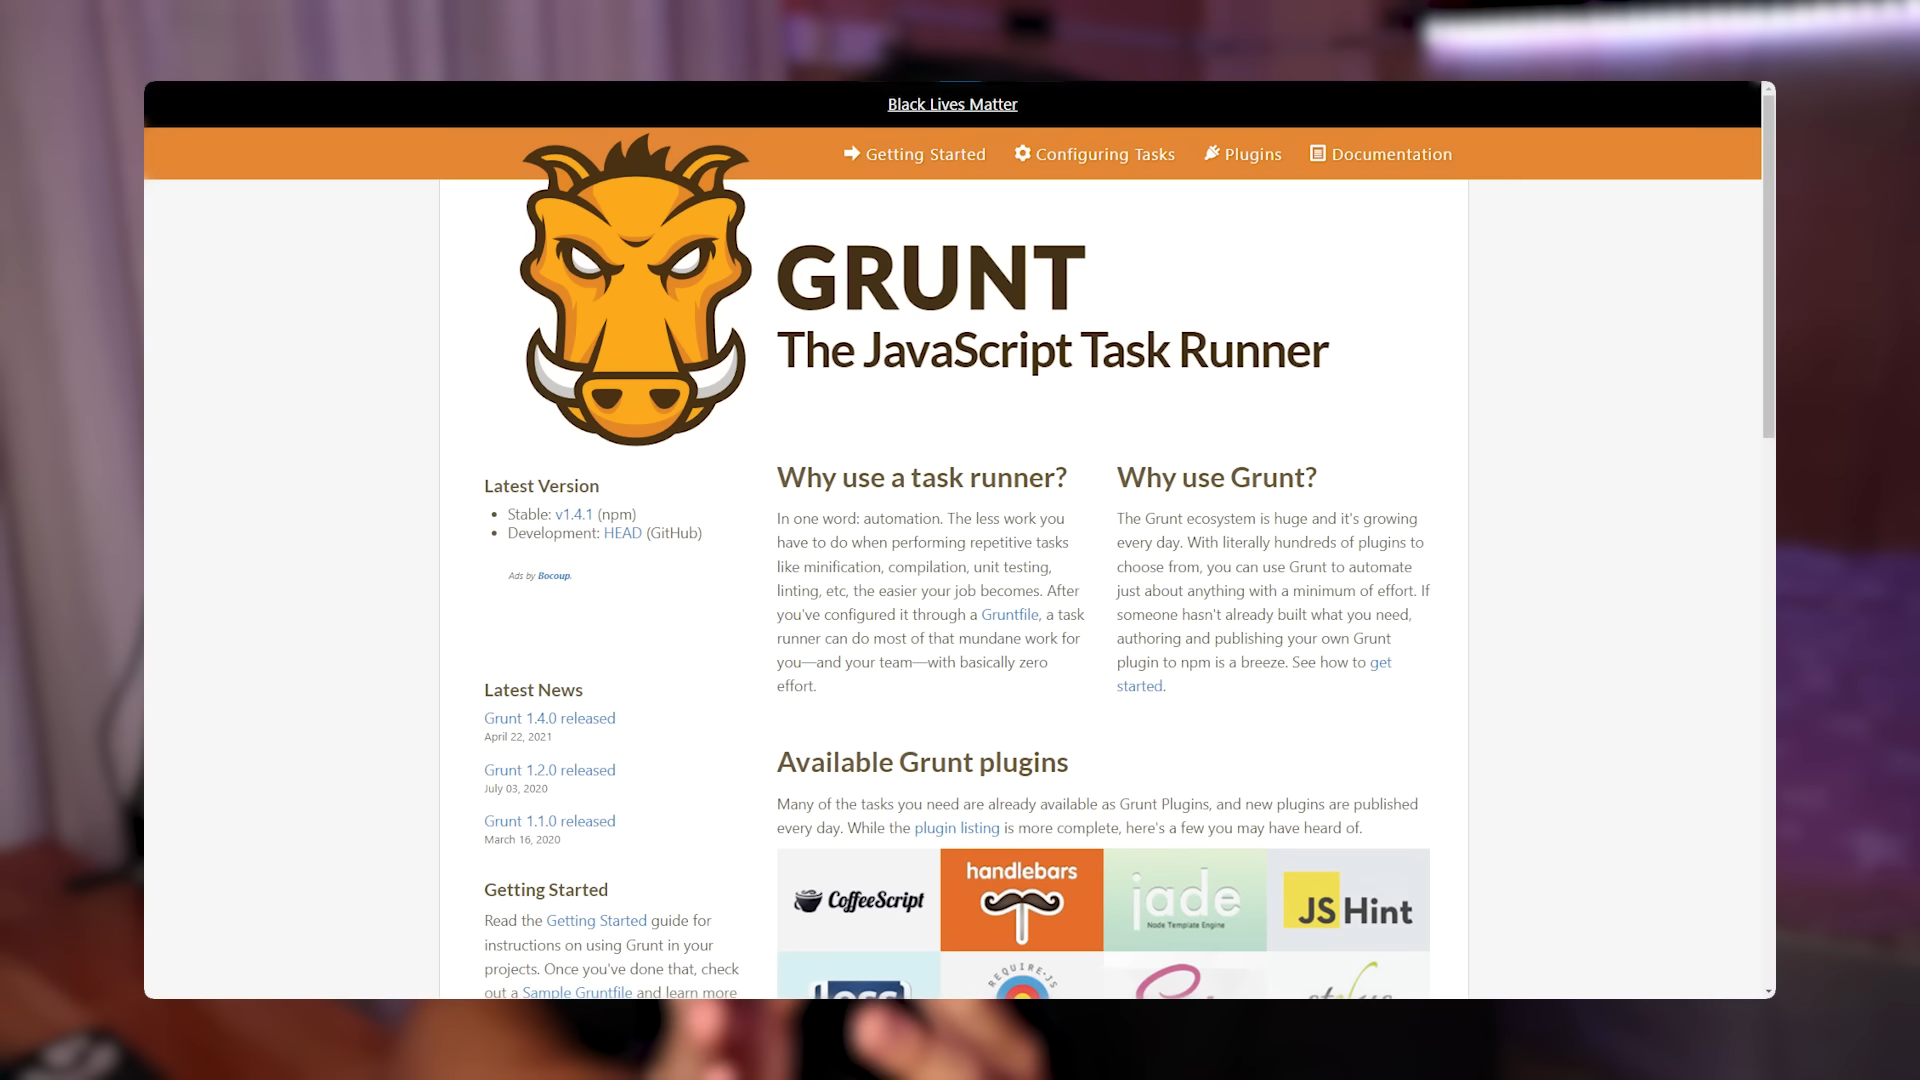 Black Lives Matter
Getting Started
Configuring Tasks
Plugins
Documentation
GRUNT
The JavaScript Task Runner
Latest Version
Stable: v1.4.1 (npm)
Development: HEAD (GitHub)
Ads by Bocoup.
Latest News
Grunt 1.4.0 released
April 22, 2021
Grunt 1.2.0 released
July 03, 2020
Grunt 1.1.0 released
March 16, 2020
Getting Started
Read the Getting Started guide for
instructions on using Grunt in your
projects. Once you've done that, check
out a Sample Gruntfile and learn more
Why use a task runner?
In one word: automation. The less work you
have to do when performing repetitive tasks
like minification, compilation, unit testing,
linting, etc, the easier your job becomes. After
you've configured it through a Gruntfile, a task
runner can do most of that mundane work for
you—and your team—with basically zero
effort.
Why use Grunt?
The Grunt ecosystem is huge and it's growing
every day. With literally hundreds of plugins to
choose from, you can use Grunt to automate
just about anything with a minimum of effort. If
someone hasn't already built what you need,
authoring and publishing your own Grunt
plugin to npm is a breeze. See how to get
started.
Available Grunt plugins
Many of the tasks you need are already available as Grunt Plugins, and new plugins are published
every day. While the plugin listing is more complete, here's a few you may have heard of.
CoffeeScript
handlebars
jade
Node Template Engine
JS Hint
REQUIRE·JS